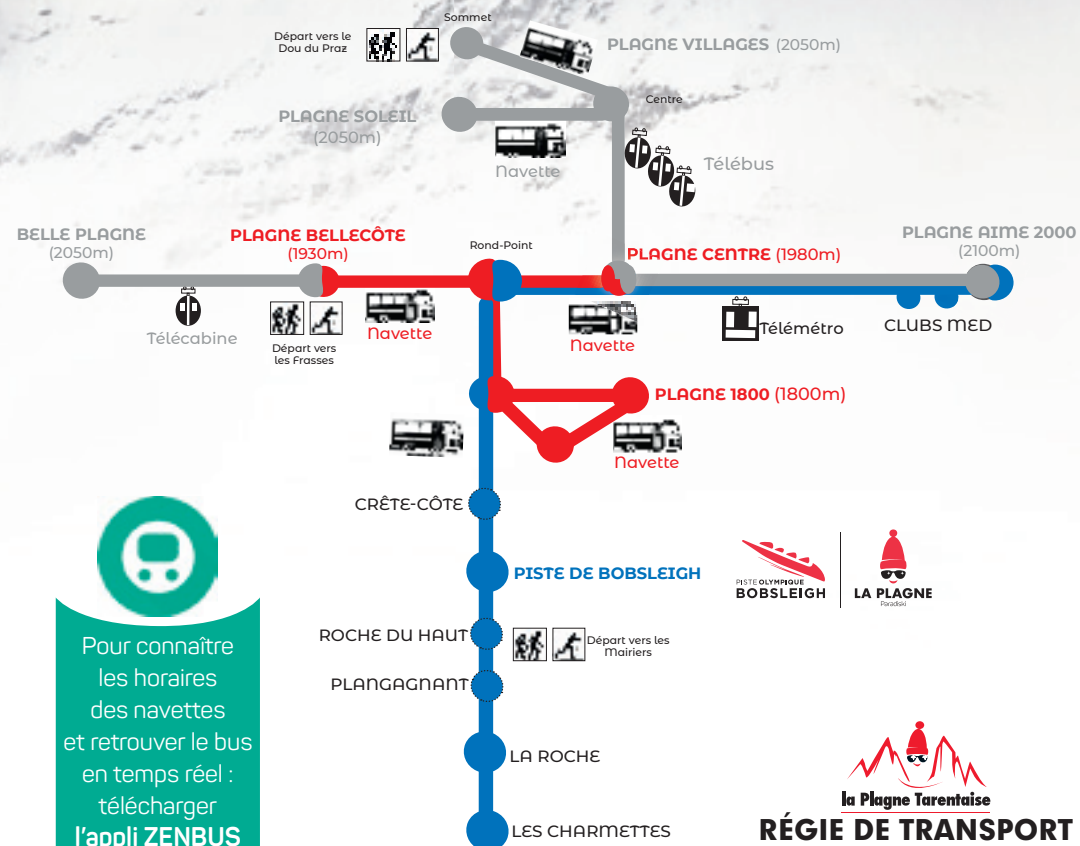 Sommet
Départ vers le
Dou du Praz
PLAGNE VILLAGES (2050m)
Centre
PLAGNE SOLEIL
(2050m)
Navette
Télébus
BELLE PLAGNE
(2050m)
PLAGNE BELLECÔTE
(1930m)
Rond-Point
PLAGNE CENTRE (1980m)
PLAGNE AIME 2000
(2100m)
Télécabine
Départ vers
les Frasses
Navette
Navette
Télémétro
CLUBS MED
PLAGNE 1800 (1800m)
Navette
CRÊTE-CÔTE
PISTE DE BOBSLEIGH
PISTE OLYMPIQUE
BOBSLEIGH
LA PLAGNE
Paradiski
ROCHE DU HAUT
Départ vers les
Mairiers
PLANGAGNANT
LA ROCHE
LES CHARMETTES
Pour connaître
les horaires
des navettes
et retrouver le bus
en temps réel :
télécharger
l'appli ZENBUS
la Plagne Tarentaise
RÉGIE DE TRANSPORT